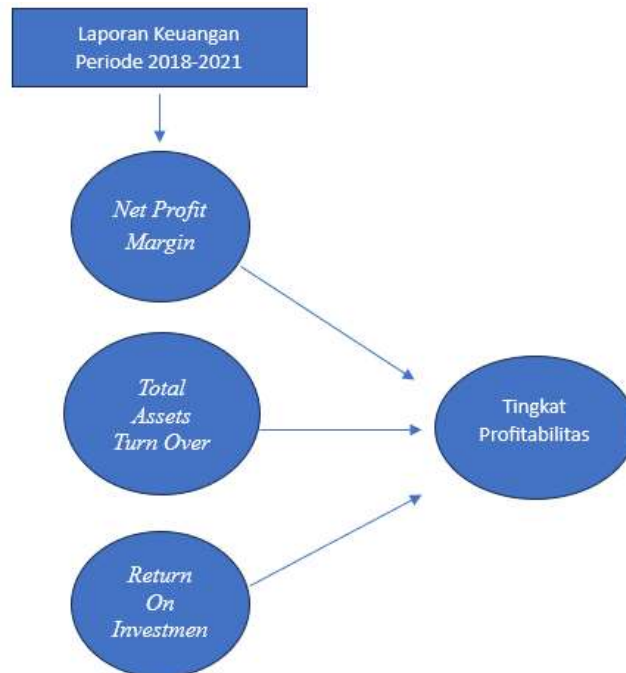 Laporan Keuangan
Periode 2018-2021
Net Profit
Margin
Total
Assets
Turn Over
Tingkat
Profitabilitas
Return
On
Investmen